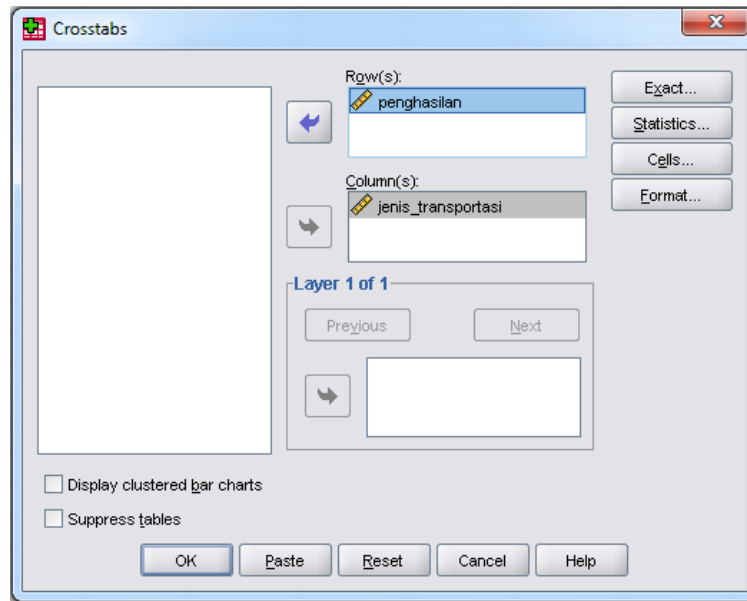 Crosstabs
Row(s):
penghasilan
Column(s):
jenis_transportasi
Layer 1 of 1
Previous
Next
Exact...
Statistics...
Cells...
Format...
Display clustered bar charts
Suppress tables
OK
Paste
Reset
Cancel
Help